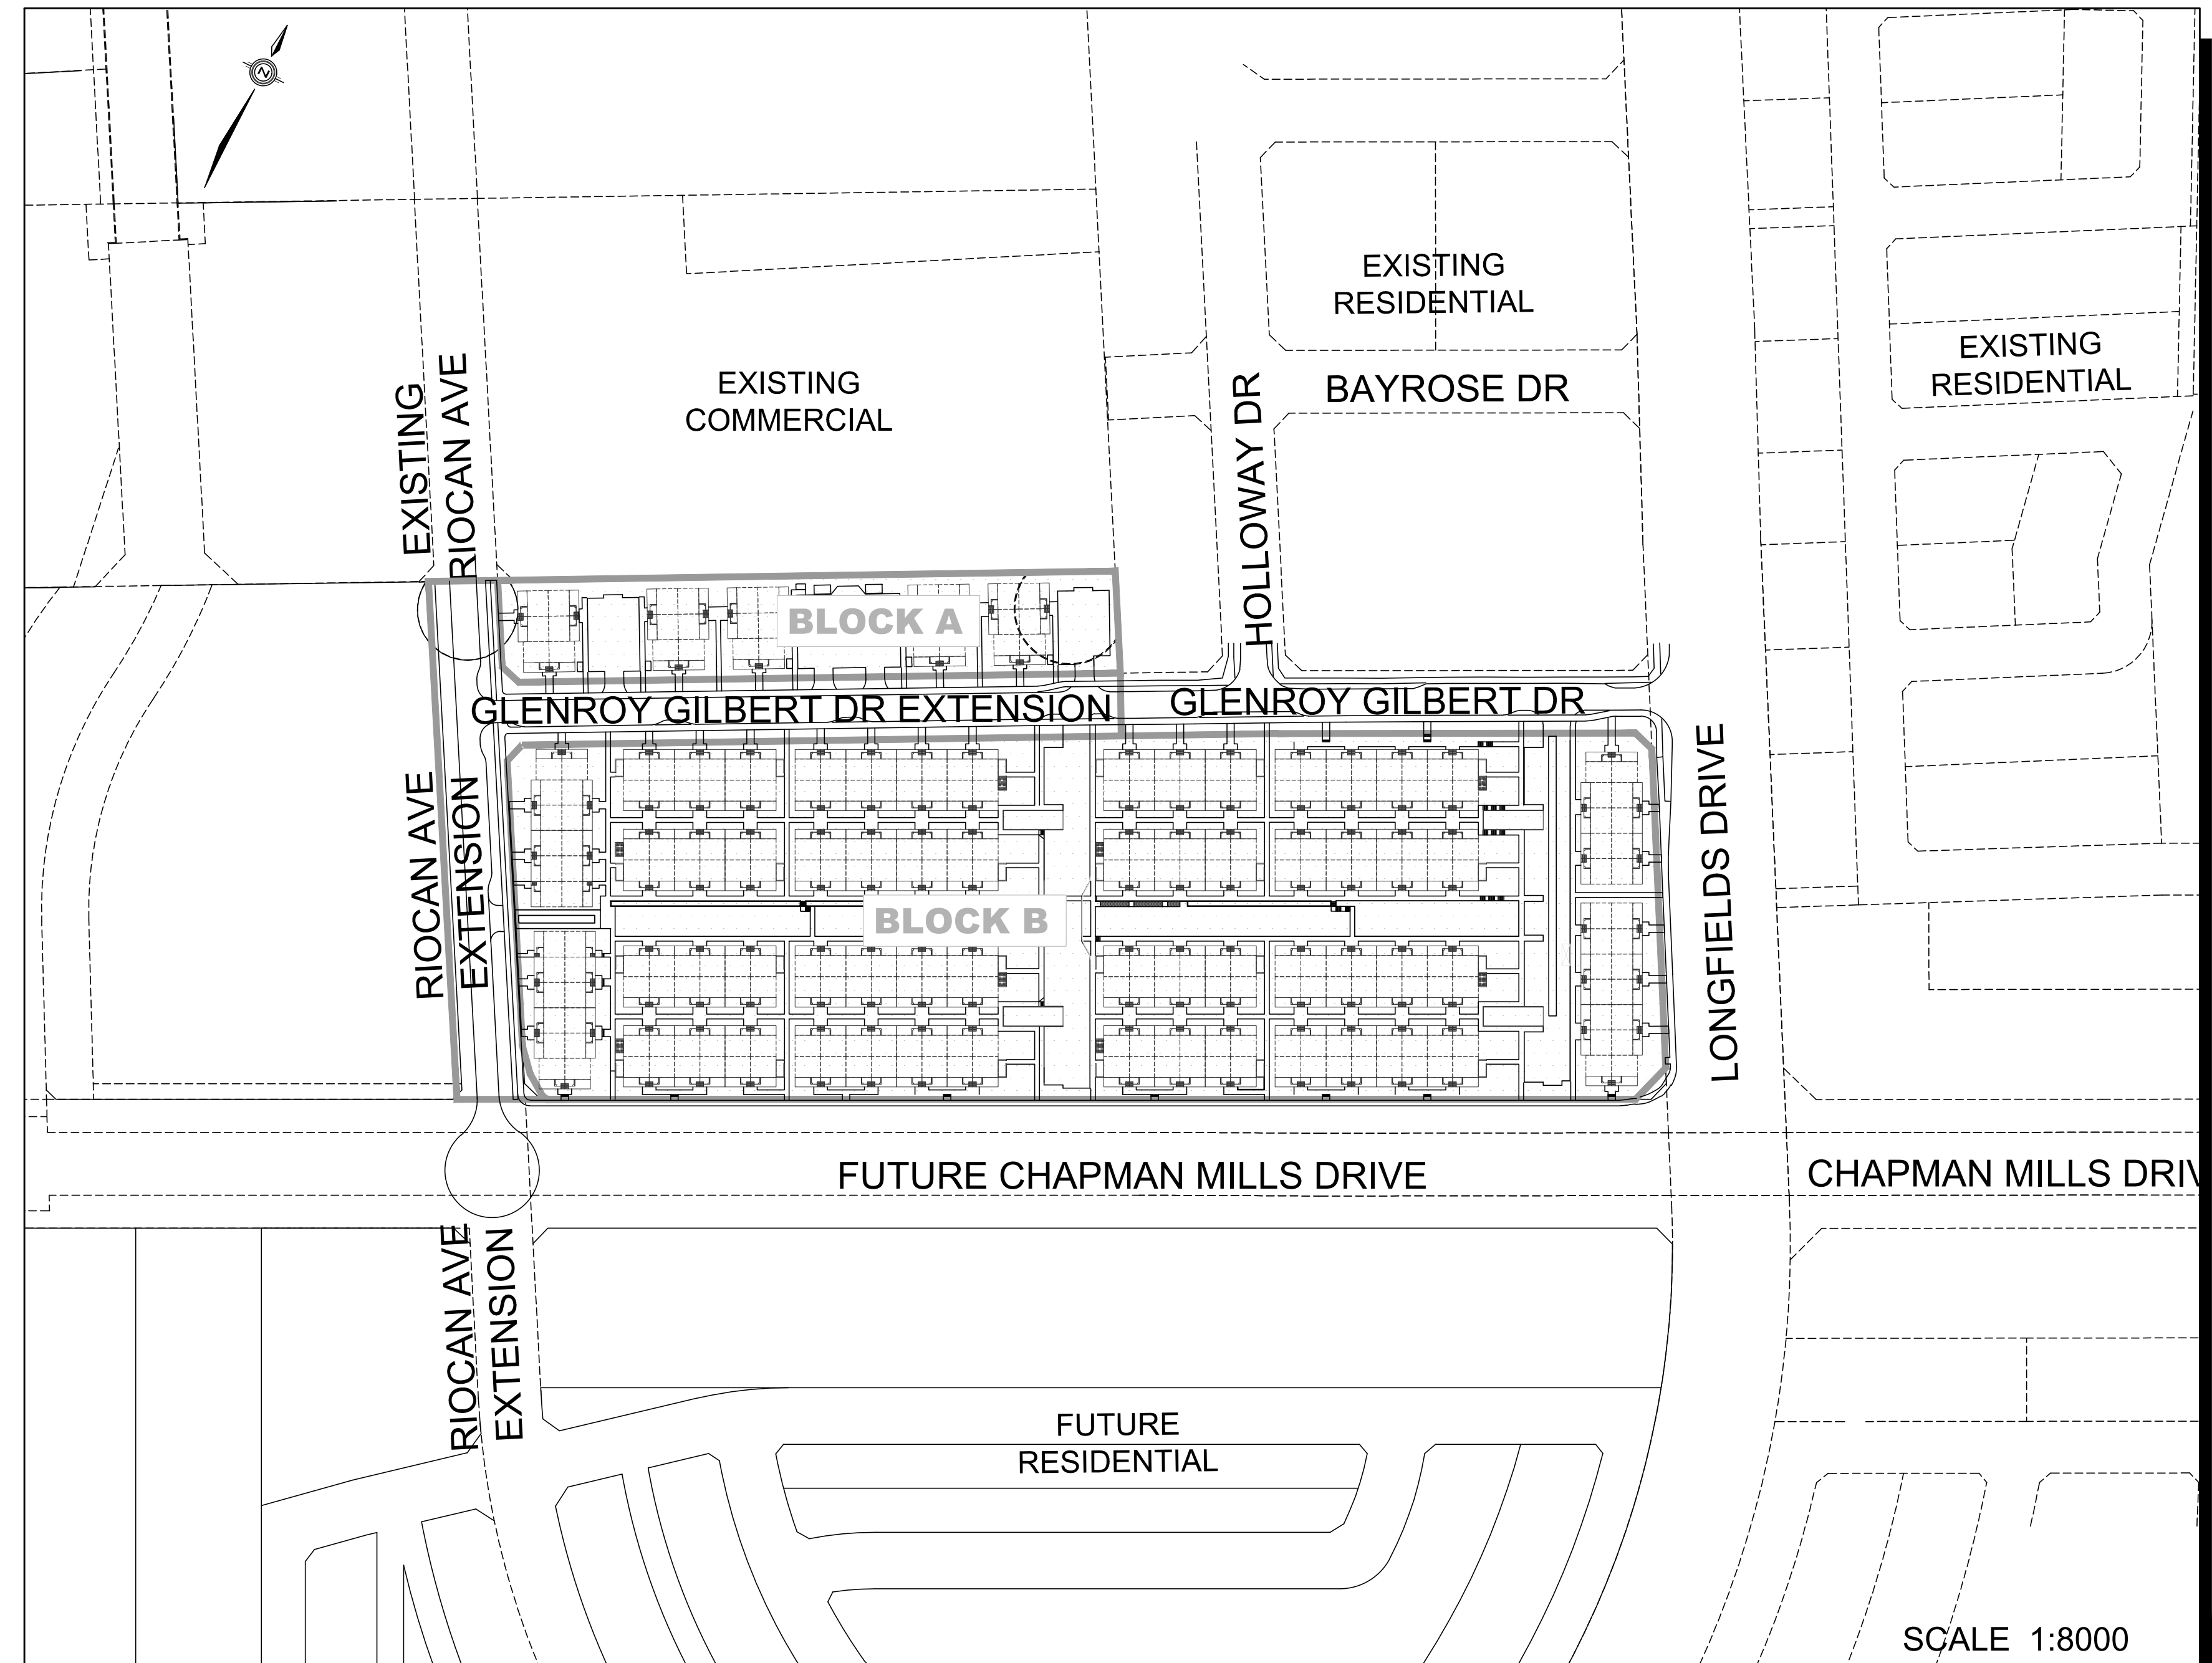 N
EXISTING
RESIDENTIAL
EXISTING
RESIDENTIAL
EXISTING
COMMERCIAL
BAYROSE DR
EXISTING
RIOCAN AVE
HOLLOWAY DR
BLOCK A
GLENROY GILBERT DR EXTENSION
GLENROY GILBERT DR
RIOCAN AVE
EXTENSION
LONGFIELDS DRIVE
BLOCK B
FUTURE CHAPMAN MILLS DRIVE
CHAPMAN MILLS DRIV
RIOCAN AVE
EXTENSION
FUTURE
RESIDENTIAL
SCALE 1:8000